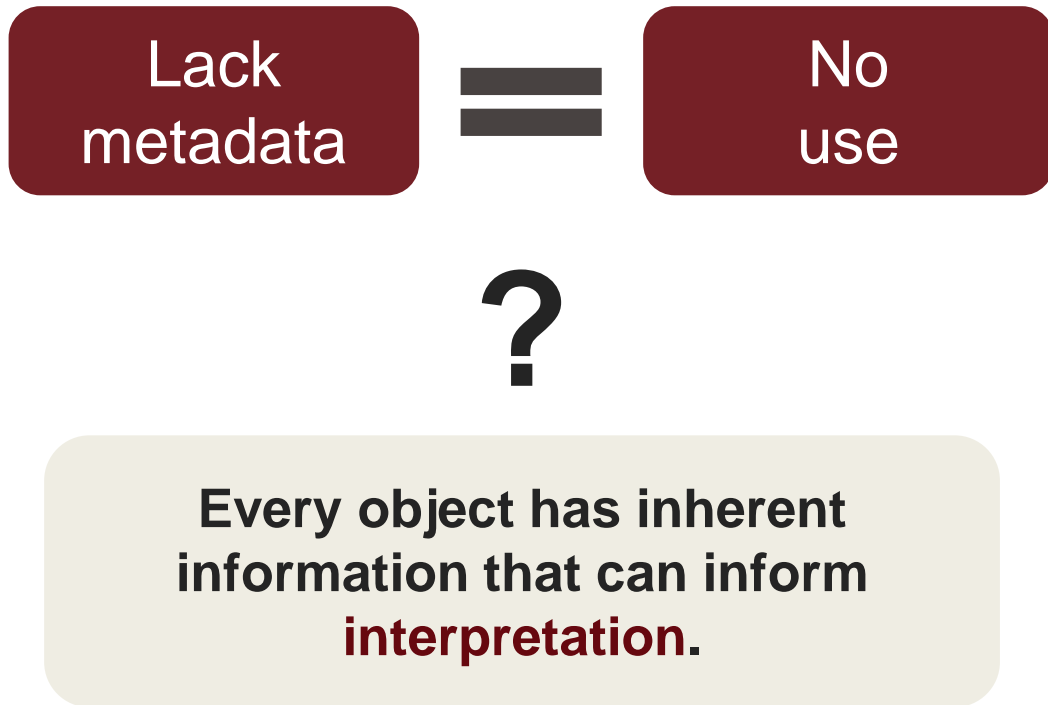 Lack
metadata
=
No
use
?
Every object has inherent
information that can inform
interpretation.